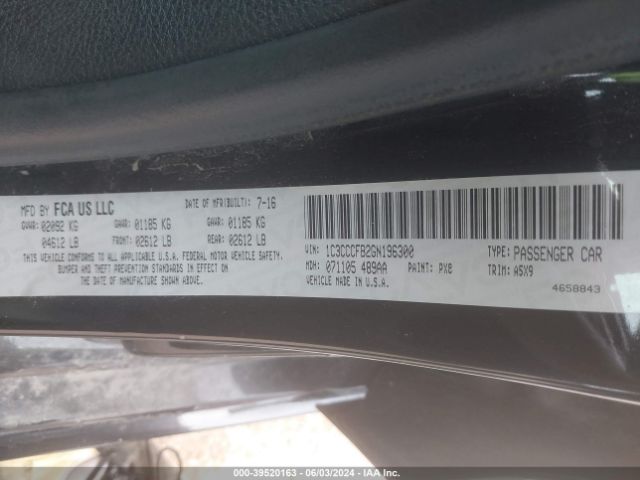 MFD BY FCA US LLC DATE OF MFR(BUILT): 7-16
GVWR: 02092 KG GAWR: 01185 KG GAWR: 01185 KG
04612 LB FRONT: 02612 LB REAR: 02612 LB
THIS VEHICLE CONFORMS TO ALL U.S.A. FEDERAL MOTOR VEHICLE SAFETY,
BUMPER AND THEFT PREVENTION STANDARDS IN EFFECT ON
THE DATE OF MANUFACTURE SHOWN ABOVE.
VIN: 1C3CCCFB2GN196300 TYPE: PASSENGER CAR
MDH: 071105 489AA PAINT: PX8 TRIM: A5X9
VEHICLE MADE IN U.S.A. 4658843
000-39520163 - 06/03/2024 - IAAI.CA